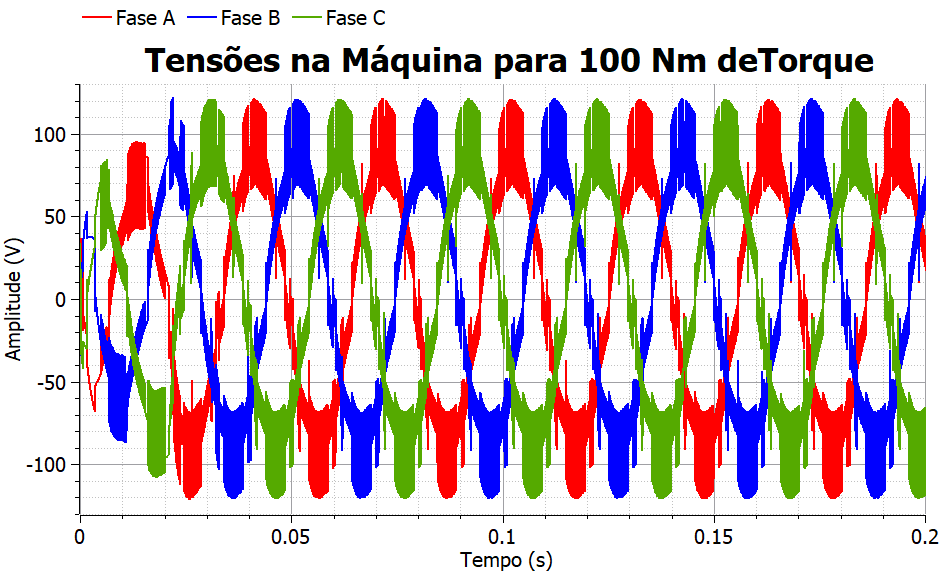 Fase A Fase B Fase C
Tensões na Máquina para 100 Nm deTorque
Amplitude (V)
100
50
0
-50
-100
0 0.05 0.1 0.15 0.2
Tempo (s)